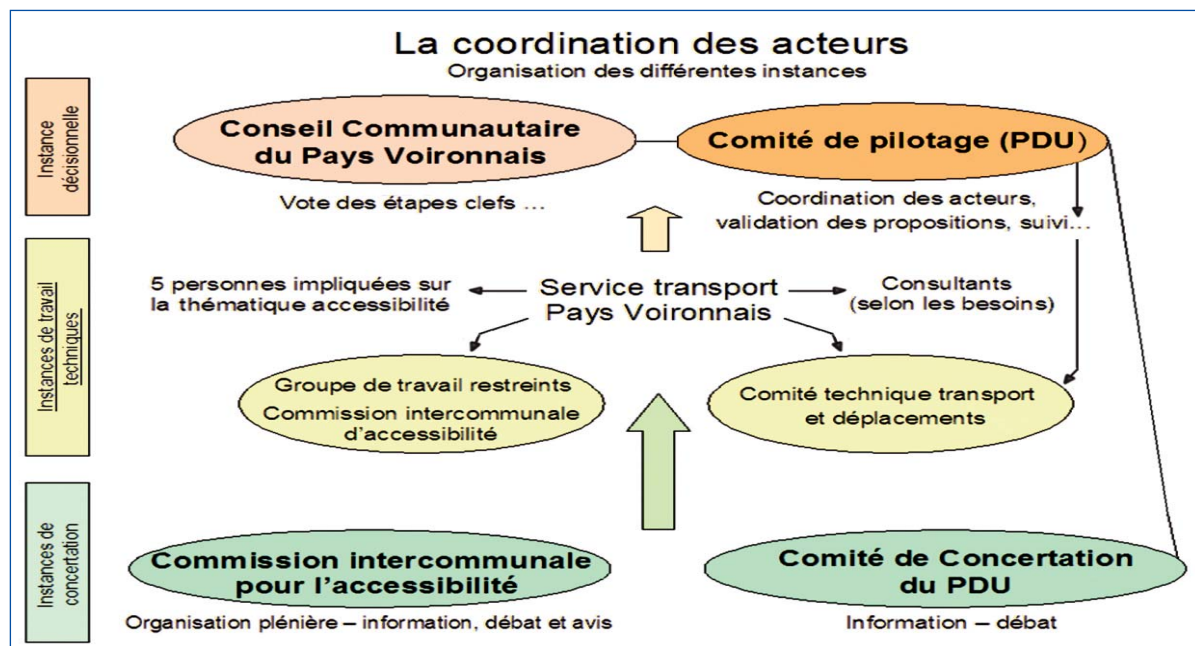 La coordination des acteurs
Organisation des différentes instances
Instance
décisionnelle
Conseil Communautaire
du Pays Voironnais
Comité de pilotage (PDU)
Vote des étapes clefs ...
Coordination des acteurs,
validation des propositions, suivi...
Instances de travail
techniques
5 personnes impliquées sur
la thématique accessibilité
Service transport
Pays Voironnais
Consultants
(selon les besoins)
Groupe de travail restreints
Commission intercommunale
d'accessibilité
Comité technique transport
et déplacements
Instances de
concertation
Commission intercommunale
pour l'accessibilité
Comité de Concertation
du PDU
Organisation plénière – information, débat et avis
Information – débat